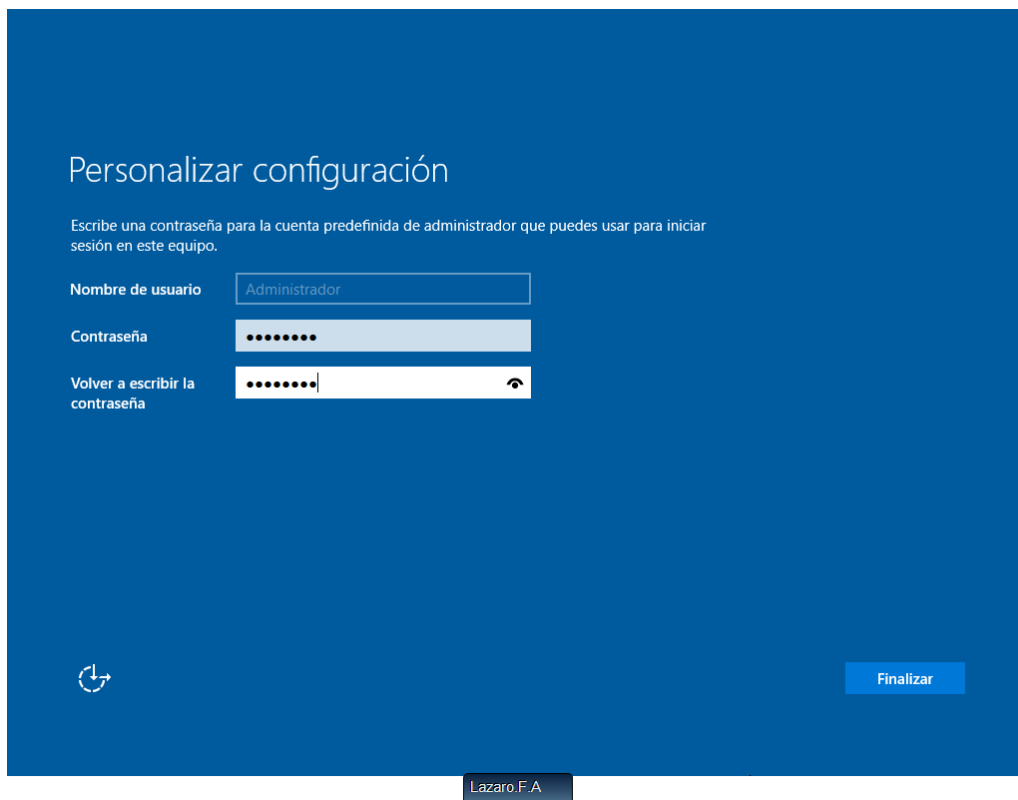 Personalizar configuración
Escribe una contraseña para la cuenta predefinida de administrador que puedes usar para iniciar
sesión en este equipo.
Nombre de usuario
Administrador
Contraseña
••••••••
Volver a escribir la
contraseña
••••••••
Finalizar
Lazaro.F.A